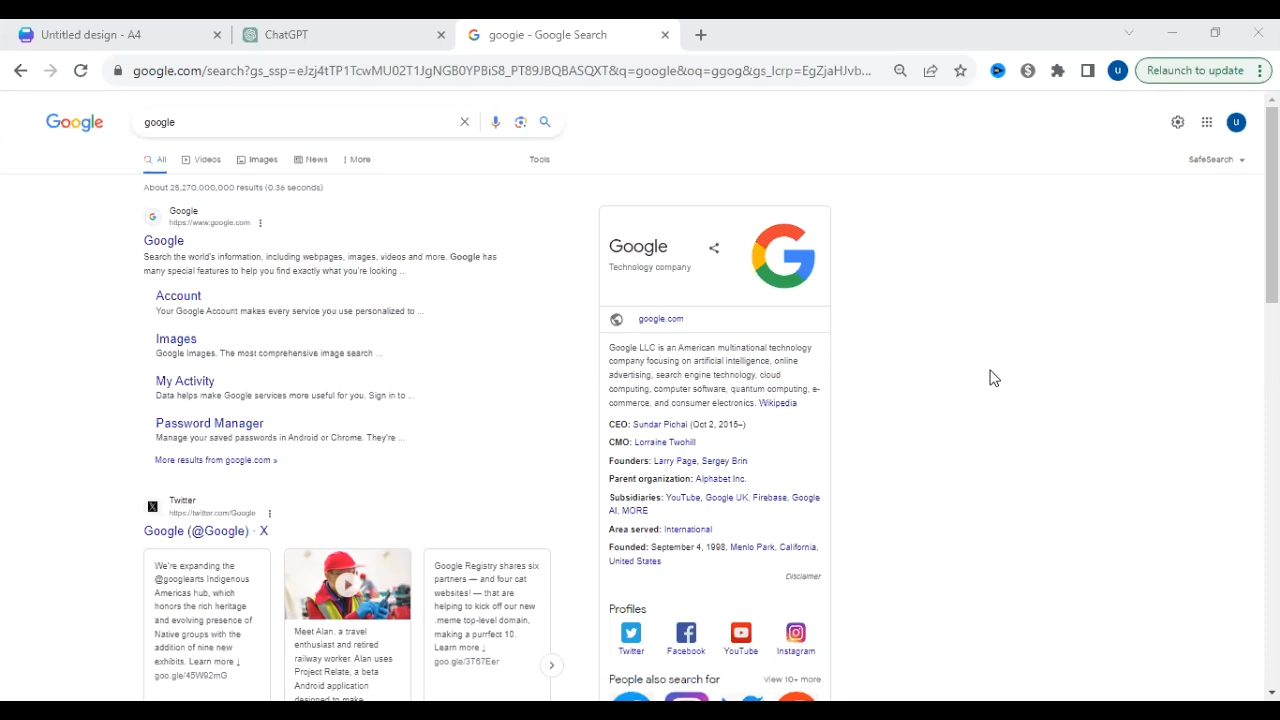 Untitled design - A4
ChatGPT
googie - Google Search
google.com/search?gs_ssp=eJzj4tTP1TcwMU02T1JgNGB0YPBiS8_PT89JBQBASQXT&q=google&oq=ggog&gs_lcrp=EgZjaHJvb...
u
Relaunch to update
Google
google
u
All
Videos
Images
News
More
Tools
SafeSearch
About 25,270,000,000 results (0.36 seconds)
Google
https://www.google.com
Google
Search the world's information, including webpages, images, videos and more. Google has
many special features to help you find exactly what you're looking ...
Account
Your Google Account makes every service you use personalized to ...
Images
Google Images. The most comprehensive image search ...
My Activity
Data helps make Google services more useful for you. Sign in to ...
Password Manager
Manage your saved passwords in Android or Chrome. They're ...
More results from google.com »
Twitter
https://twitter.com/Google
Google (@Google) · X
We're expanding the
@googlearts Indigenous
Americas hub, which
honors the rich heritage
and evolving presence of
Native groups with the
addition of nine new
exhibits. Learn more ↓
goo.gle/45W92mG
Meet Alan, a travel
enthusiast and retired
railway worker. Alan uses
Project Relate, a beta
Android application
designed to make
Google Registry shares six
partners — and four cat
websites! — that are
helping to kick off our new
.meme top-level domain,
making a purrfect 10.
Learn more ↓
goo.gle/3T67Eer
Google
Technology company
google.com
Google LLC is an American multinational technology
company focusing on artificial intelligence, online
advertising, search engine technology, cloud
computing, computer software, quantum computing, e-
commerce, and consumer electronics. Wikipedia
CEO: Sundar Pichai (Oct 2, 2015–)
CMO: Lorraine Twohill
Founders: Larry Page, Sergey Brin
Parent organization: Alphabet Inc.
Subsidiaries: YouTube, Google UK, Firebase, Google
AI, MORE
Area served: International
Founded: September 4, 1998, Menlo Park, California,
United States
Disclaimer
Profiles
Twitter
Facebook
YouTube
Instagram
People also search for
View 10+ more